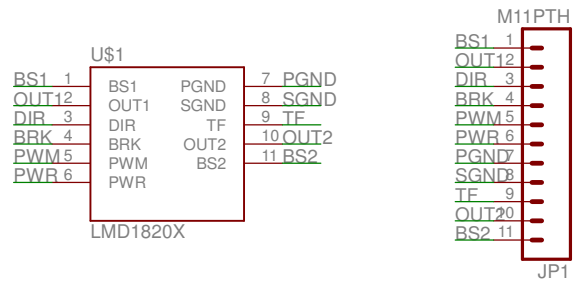 U$1
BS1 1 BS1 PGND 7 PGND
OUT1 2 OUT1 SGND 8 SGND
DIR 3 DIR TF 9 TF
BRK 4 BRK OUT2 10 OUT2
PWM 5 PWM BS2 11 BS2
PWR 6 PWR
LMD1820X
M11PTH
BS1 1
OUT1 2
DIR 3
BRK 4
PWM 5
PWR 6
PGND 7
SGND 8
TF 9
OUT2 10
BS2 11
JP1